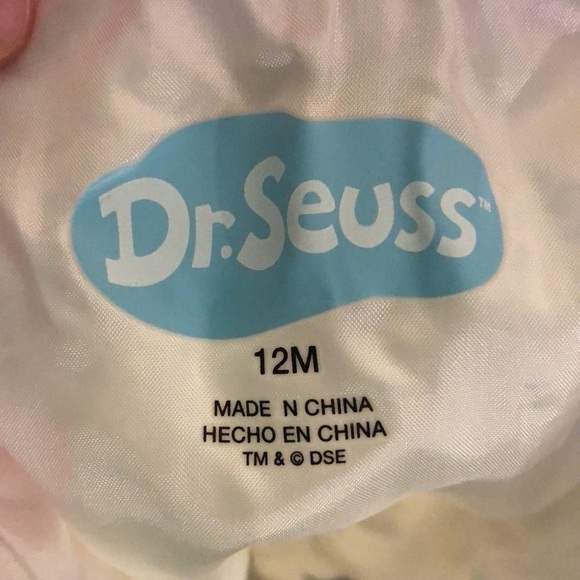 Dr. Seuss™
12M
MADE N CHINA
HECHO EN CHINA
TM & © DSE